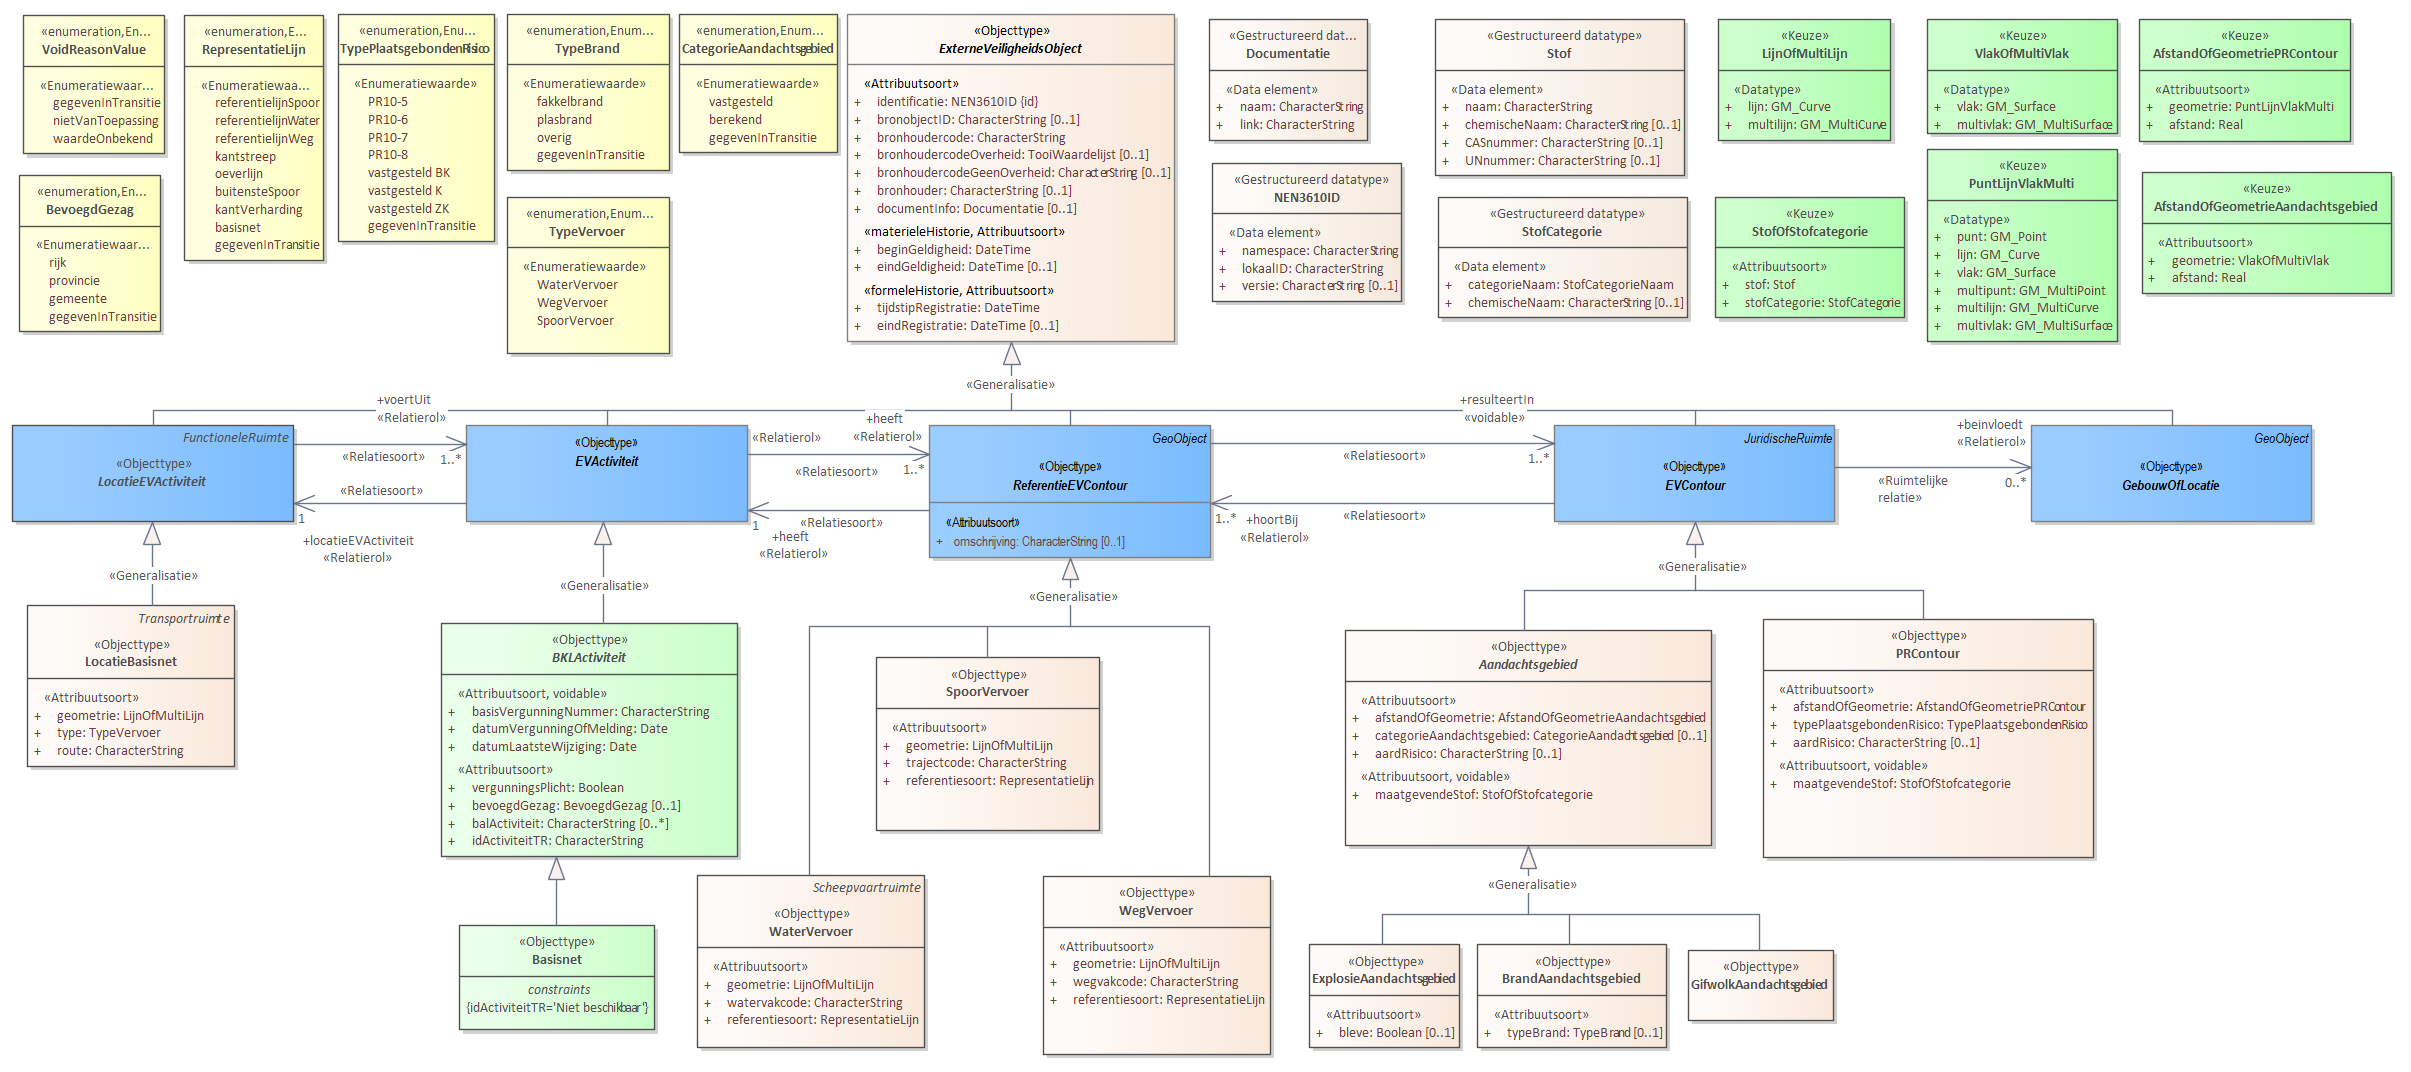 «enumeration,En...
VoidReasonValue
«Enumeratiewaar...
gegevenInTransitie
nietVanToepassing
waardeOnbekend
«enumeration,En...
BevoegdGezag
«Enumeratiewaar...
rijk
provincie
gemeente
gegevenInTransitie
«enumeration,E...
RepresentatieLijn
«Enumeratiewaa...
referentielijnSpoor
referentielijnWater
referentielijnWeg
kantstreep
oeverlijn
buitensteSpoor
kantVerharding
basisnet
gegevenInTransitie
«enumeration,Enu...
TypePlaatsgebondenRisico
«Enumeratiewaarde»
PR10-5
PR10-6
PR10-7
PR10-8
vastgesteld BK
vastgesteld K
vastgesteld ZK
gegevenInTransitie
«enumeration,Enum...
TypeBrand
«Enumeratiewaarde»
fakkelbrand
plasbrand
overig
gegevenInTransitie
«enumeration,Enum...
TypeVervoer
«Enumeratiewaarde»
WaterVervoer
WegVervoer
SpoorVervoer
«enumeration,Enum...
CategorieAandachtsgebied
«Enumeratiewaarde»
vastgesteld
berekend
gegevenInTransitie
«Objecttype»
ExterneVeiligheidsObject
«Attribuutsoort»
+ identificatie: NEN3610ID {id}
+ bronobjectID: CharacterString [0..1]
+ bronhoudercode: CharacterString
+ bronhoudercodeOverheid: TooiWaardelijst [0..1]
+ bronhoudercodeGeenOverheid: CharacterString [0..1]
+ bronhouder: CharacterString [0..1]
+ documentInfo: Documentatie [0..1]
«materieleHistorie, Attribuutsoort»
+ beginGeldigheid: DateTime
+ eindGeldigheid: DateTime [0..1]
«formeleHistorie, Attribuutsoort»
+ tijdstipRegistratie: DateTime
+ eindRegistratie: DateTime [0..1]
«Gestructureerd dat...
Documentatie
«Data element»
+ naam: CharacterString
+ link: CharacterString
«Gestructureerd datatype»
NEN3610ID
«Data element»
+ namespace: CharacterString
+ lokaalID: CharacterString
+ versie: CharacterString [0..1]
«Gestructureerd datatype»
Stof
«Data element»
+ naam: CharacterString
+ chemischeNaam: CharacterString [0..1]
+ CASnummer: CharacterString [0..1]
+ UNnummer: CharacterString [0..1]
«Gestructureerd datatype»
StofCategorie
«Data element»
+ categorieNaam: StofCategorieNaam
+ chemischeNaam: CharacterString [0..1]
«Keuze»
LijnOfMultiLijn
«Datatype»
+ lijn: GM_Curve
+ multilijn: GM_MultiCurve
«Keuze»
StofOfStofcategorie
«Attribuutsoort»
+ stof: Stof
+ stofCategorie: StofCategorie
«Keuze»
VlakOfMultiVlak
«Datatype»
+ vlak: GM_Surface
+ multivlak: GM_MultiSurface
«Keuze»
PuntLijnVlakMulti
«Datatype»
+ punt: GM_Point
+ lijn: GM_Curve
+ vlak: GM_Surface
+ multipunt: GM_MultiPoint
+ multilijn: GM_MultiCurve
+ multivlak: GM_MultiSurface
«Keuze»
AfstandOfGeometriePRContour
«Attribuutsoort»
+ geometrie: PuntLijnVlakMulti
+ afstand: Real
«Keuze»
AfstandOfGeometrieAandachtsgebied
«Attribuutsoort»
+ geometrie: VlakOfMultiVlak
+ afstand: Real
«Generalisatie»
FunctioneleRuimte
«Objecttype»
LocatieEVActiviteit
+voertUit
«Relatierol»
«Relatiesoort»
1..*
«Relatiesoort»
1
+locatieEVActiviteit
«Relatierol»
«Objecttype»
EVActiviteit
«Relatierol»
+heeft
«Relatierol»
«Relatiesoort»
1..*
«Relatiesoort»
1
+heeft
«Relatierol»
GeoObject
«Objecttype»
ReferentieEVContour
«Attribuutsoort»
+ omschrijving: CharacterString [0..1]
+resulteertIn
«voidable»
«Relatiesoort»
1..*
«Relatiesoort»
1..*
+hoortBij
«Relatierol»
JuridischeRuimte
«Objecttype»
EVContour
+beinvloedt
«Relatierol»
«Ruimtelijke
relatie»
0..*
GeoObject
«Objecttype»
GebouwOfLocatie
«Generalisatie»
Transportruimte
«Objecttype»
LocatieBasisnet
«Attribuutsoort»
+ geometrie: LijnOfMultiLijn
+ type: TypeVervoer
+ route: CharacterString
«Generalisatie»
«Objecttype»
BKLActiviteit
«Attribuutsoort, voidable»
+ basisVergunningNummer: CharacterString
+ datumVergunningOfMelding: Date
+ datumLaatsteWijziging: Date
«Attribuutsoort»
+ vergunningsPlicht: Boolean
+ bevoegdGezag: BevoegdGezag [0..1]
+ balActiviteit: CharacterString [0..*]
+ idActiviteitTR: CharacterString
«Objecttype»
Basisnet
constraints
{idActiviteitTR='Niet beschikbaar'}
«Generalisatie»
«Objecttype»
SpoorVervoer
«Attribuutsoort»
+ geometrie: LijnOfMultiLijn
+ trajectcode: CharacterString
+ referentiesoort: RepresentatieLijn
Scheepvaartruimte
«Objecttype»
WaterVervoer
«Attribuutsoort»
+ geometrie: LijnOfMultiLijn
+ watervakcode: CharacterString
+ referentiesoort: RepresentatieLijn
«Objecttype»
WegVervoer
«Attribuutsoort»
+ geometrie: LijnOfMultiLijn
+ wegvakcode: CharacterString
+ referentiesoort: RepresentatieLijn
«Generalisatie»
«Objecttype»
Aandachtsgebied
«Attribuutsoort»
+ afstandOfGeometrie: AfstandOfGeometrieAandachtsgebied
+ categorieAandachtsgebied: CategorieAandachtsgebied [0..1]
+ aardRisico: CharacterString [0..1]
«Attribuutsoort, voidable»
+ maatgevendeStof: StofOfStofcategorie
«Objecttype»
PRContour
«Attribuutsoort»
+ afstandOfGeometrie: AfstandOfGeometriePRContour
+ typePlaatsgebondenRisico: TypePlaatsgebondenRisico
+ aardRisico: CharacterString [0..1]
«Attribuutsoort, voidable»
+ maatgevendeStof: StofOfStofcategorie
«Generalisatie»
«Objecttype»
ExplosieAandachtsgebied
«Attribuutsoort»
+ bleve: Boolean [0..1]
«Objecttype»
BrandAandachtsgebied
«Attribuutsoort»
+ typeBrand: TypeBrand [0..1]
«Objecttype»
GifwolkAandachtsgebied